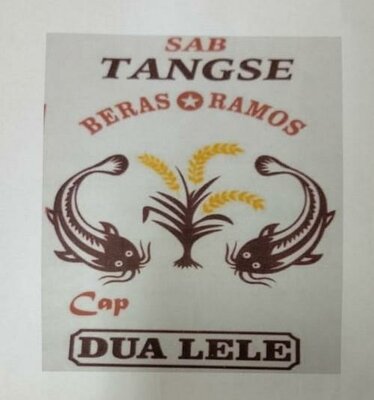 SAB
TANGSE
BERAS RAMOS
Cap
DUA LELE